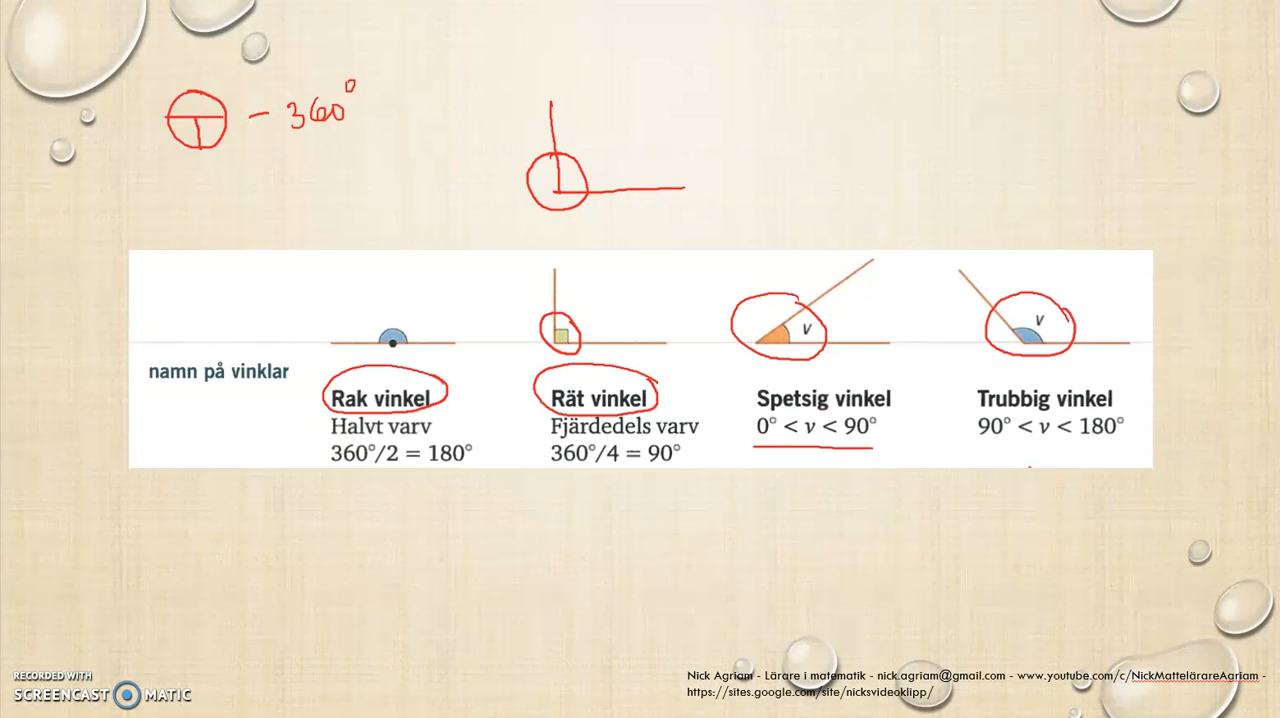 – 360°
namn på vinklar
Rak vinkel
Halvt varv
360°/2 = 180°
Rät vinkel
Fjärdedels varv
360°/4 = 90°
v
Spetsig vinkel
0° < v < 90°
v
Trubbig vinkel
90° < v < 180°
RECORDED WITH
SCREENCAST MATIC
Nick Agriam - Lärare i matematik - nick.agriam@gmail.com - www.youtube.com/c/NickMattelärareAgriam -
https://sites.google.com/site/nicksvideoklipp/